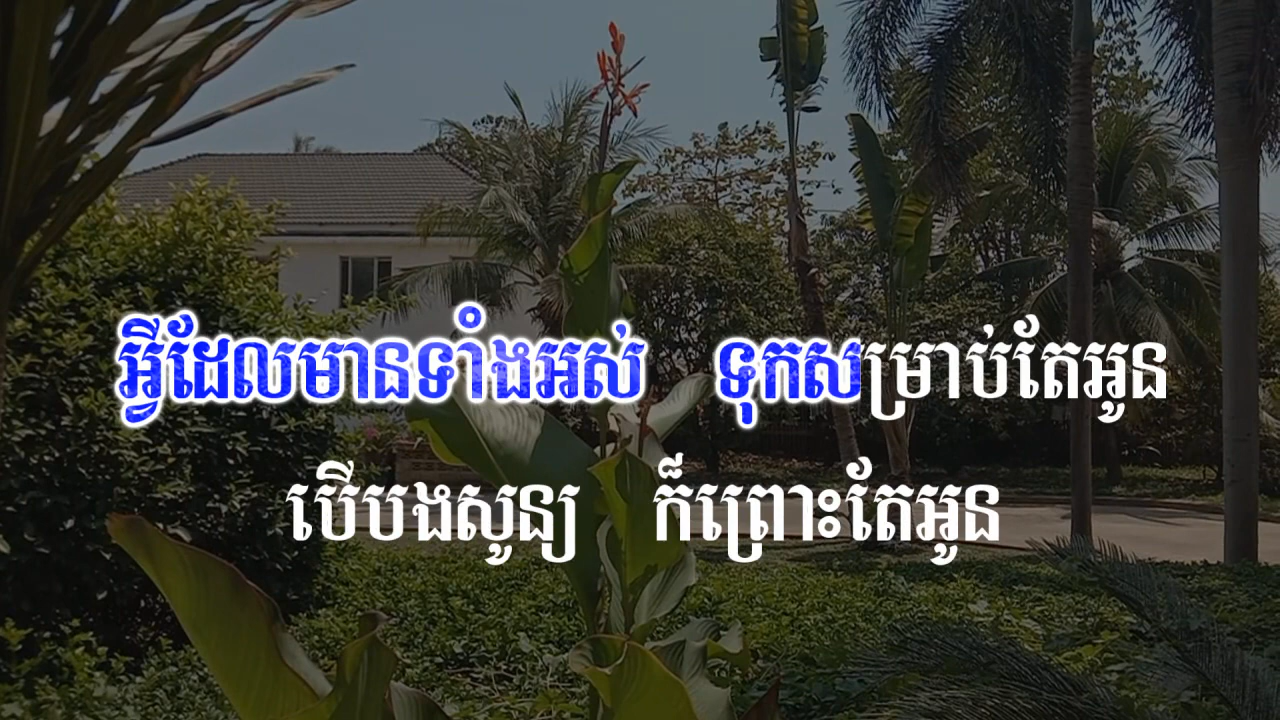 អ្វីដែលមានទាំងអស់ ទុកសម្រាប់តែអូន
បើបងសូន្យ ក៏ព្រោះតែអូន